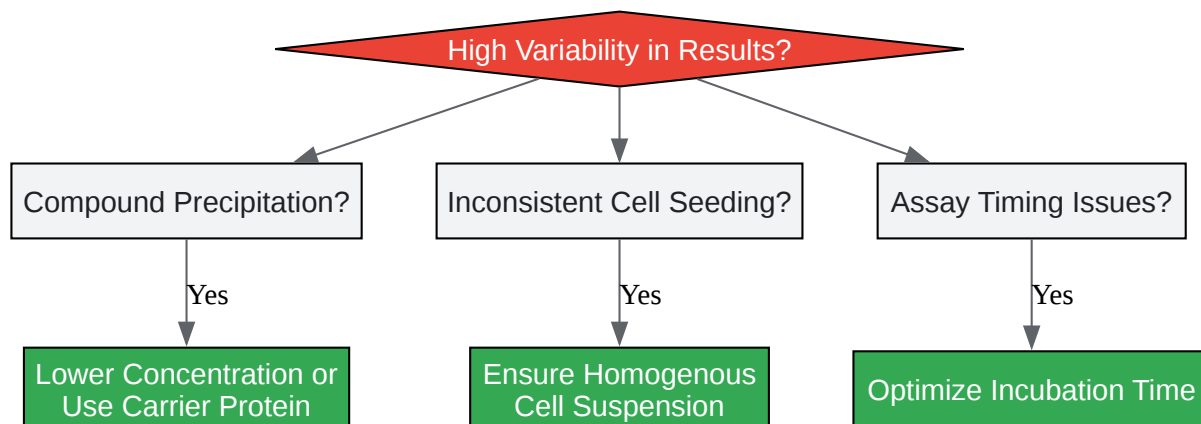 High Variability in Results?
Compound Precipitation?
Inconsistent Cell Seeding?
Assay Timing Issues?
Yes
Yes
Yes
Lower Concentration or
Use Carrier Protein
Ensure Homogenous
Cell Suspension
Optimize Incubation Time